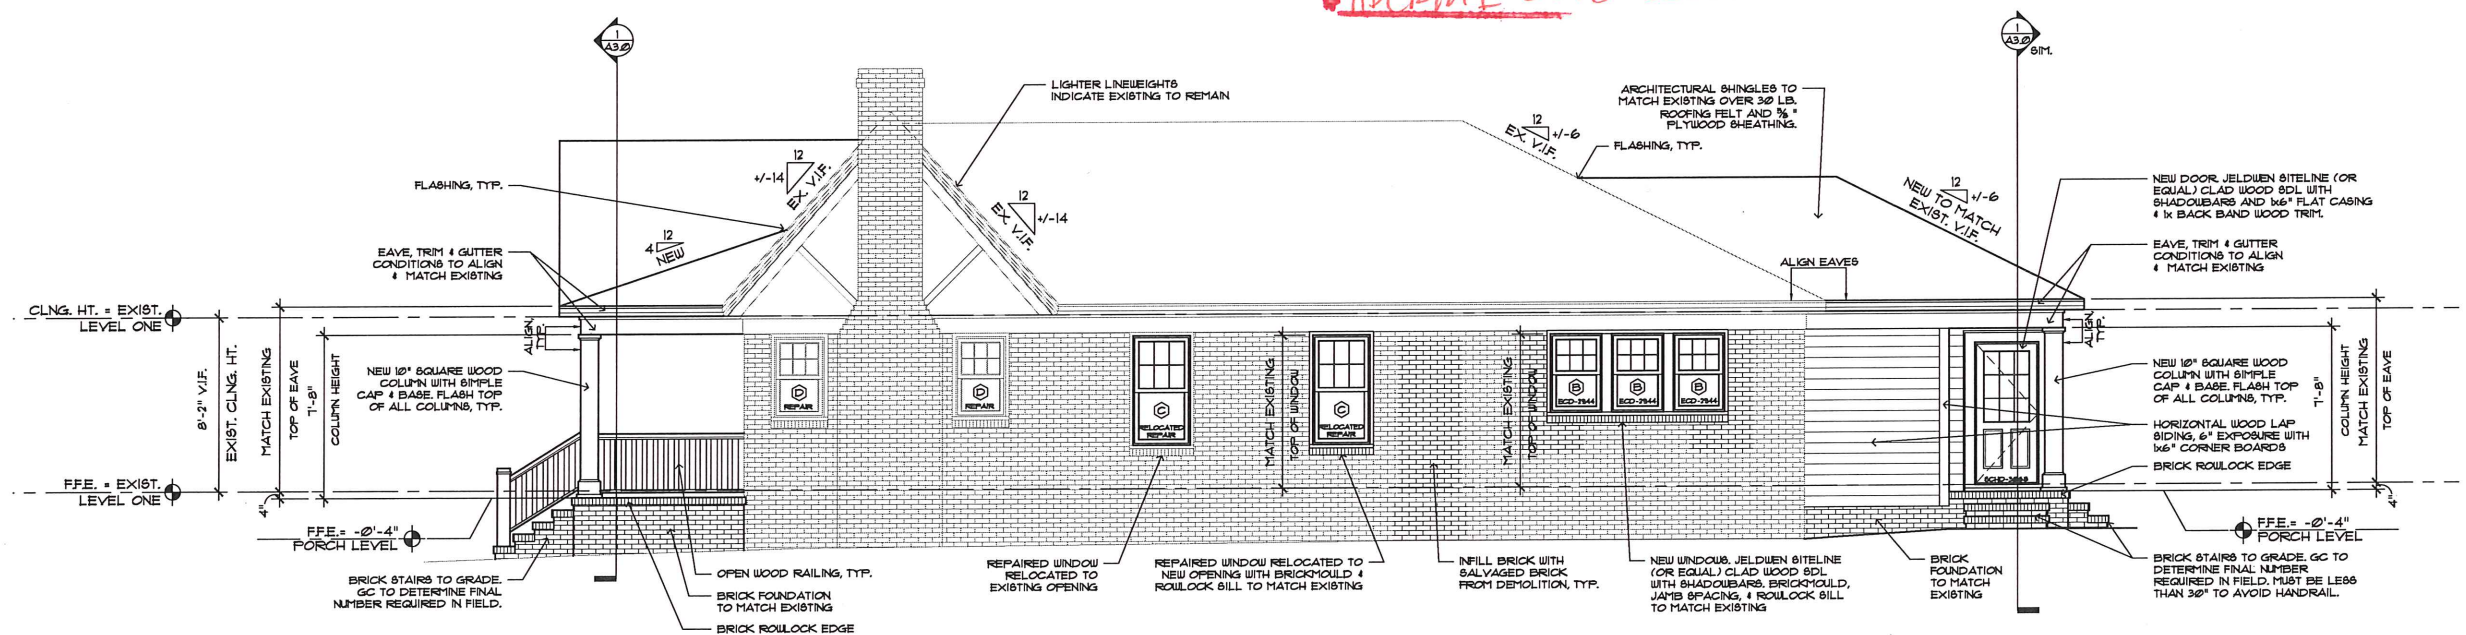 1
A3.0
1
A3.0
SIM.
LIGHTER LINEWEIGHTS
INDICATE EXISTING TO REMAIN
ARCHITECTURAL SHINGLES TO
MATCH EXISTING OVER 30 LB.
ROOFING FELT AND 5/8 "
PLYWOOD SHEATHING.
12
+/-6
EX. V.I.F.
FLASHING, TYP.
FLASHING, TYP.
12
+/-14
EX. V.I.F.
12
+/-14
EX. V.I.F.
12
4
NEW
NEW TO MATCH
EXIST. V.I.F.
12
+/-6
NEW DOOR. JELDWEN SITELINE (OR
EQUAL) CLAD WOOD SDL WITH
SHADOWBARS AND 1x6" FLAT CASING
& 1x BACK BAND WOOD TRIM.
EAVE, TRIM & GUTTER
CONDITIONS TO ALIGN
& MATCH EXISTING
EAVE, TRIM & GUTTER
CONDITIONS TO ALIGN
& MATCH EXISTING
ALIGN EAVES
CLNG. HT. = EXIST.
LEVEL ONE
ALIGN,
TYP.
ALIGN,
TYP.
8'-2" V.I.F.
EXIST. CLNG. HT.
MATCH EXISTING
TOP OF EAVE
7'-8"
COLUMN HEIGHT
NEW 10" SQUARE WOOD
COLUMN WITH SIMPLE
CAP & BASE. FLASH TOP
OF ALL COLUMNS, TYP.
D
REPAIR
D
REPAIR
C
RELOCATED
REPAIR
MATCH EXISTING
TOP OF WINDOW
C
RELOCATED
REPAIR
MATCH EXISTING
TOP OF WINDOW
B
ECD-2944
B
ECD-2944
B
ECD-2944
NEW 10" SQUARE WOOD
COLUMN WITH SIMPLE
CAP & BASE. FLASH TOP
OF ALL COLUMNS, TYP.
7'-8"
COLUMN HEIGHT
MATCH EXISTING
TOP OF EAVE
HORIZONTAL WOOD LAP
SIDING, 6" EXPOSURE WITH
1x6" CORNER BOARDS
BRICK ROWLOCK EDGE
F.F.E. = EXIST.
LEVEL ONE
4"
4"
F.F.E.= -0'-4"
PORCH LEVEL
F.F.E.= -0'-4"
PORCH LEVEL
BRICK STAIRS TO GRADE.
GC TO DETERMINE FINAL
NUMBER REQUIRED IN FIELD.
OPEN WOOD RAILING, TYP.
BRICK FOUNDATION
TO MATCH EXISTING
BRICK ROWLOCK EDGE
REPAIRED WINDOW
RELOCATED TO
EXISTING OPENING
REPAIRED WINDOW RELOCATED TO
NEW OPENING WITH BRICKMOULD &
ROWLOCK SILL TO MATCH EXISTING
INFILL BRICK WITH
SALVAGED BRICK
FROM DEMOLITION, TYP.
NEW WINDOWS. JELDWEN SITELINE
(OR EQUAL) CLAD WOOD SDL
WITH SHADOWBARS. BRICKMOULD,
JAMB SPACING, & ROWLOCK SILL
TO MATCH EXISTING
BRICK
FOUNDATION
TO MATCH
EXISTING
BRICK STAIRS TO GRADE. GC TO
DETERMINE FINAL NUMBER
REQUIRED IN FIELD. MUST BE LESS
THAN 30" TO AVOID HANDRAIL.